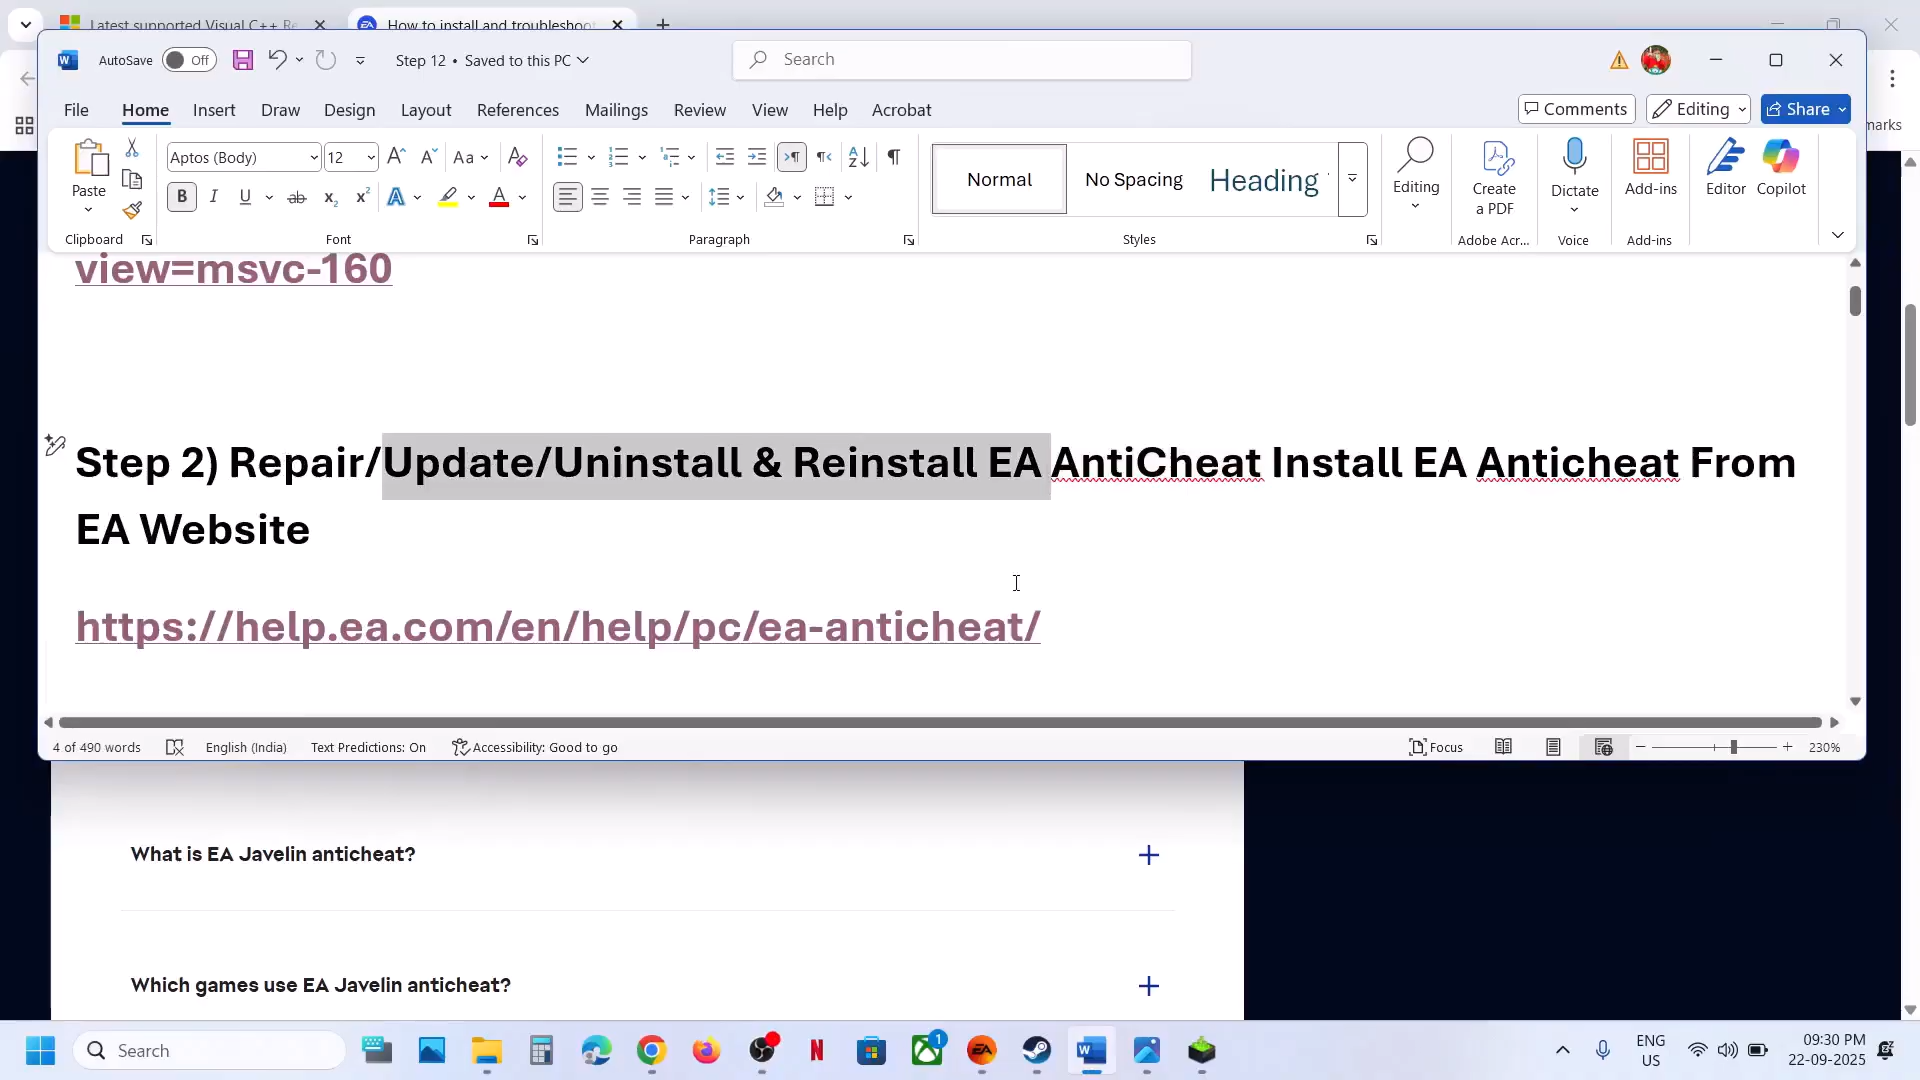 Latest supported Visual C++ Re
How to install and troubleshoot
AutoSave
Off
Step 12 • Saved to this PC
Search
File
Home
Insert
Draw
Design
Layout
References
Mailings
Review
View
Help
Acrobat
Comments
Editing
Share
marks
Paste
Clipboard
Aptos (Body)
12
Aa
B
I
U
ab
Font
Paragraph
Normal
No Spacing
Heading
Styles
Editing
Create
a PDF
Adobe Acr...
Dictate
Voice
Add-ins
Add-ins
Editor
Copilot
view=msvc-160
Step 2) Repair/Update/Uninstall & Reinstall EA AntiCheat Install EA Anticheat From
EA Website
https://help.ea.com/en/help/pc/ea-anticheat/
4 of 490 words
English (India)
Text Predictions: On
Accessibility: Good to go
Focus
230%
What is EA Javelin anticheat?
Which games use EA Javelin anticheat?
Search
1
ENG
US
09:30 PM
22-09-2025